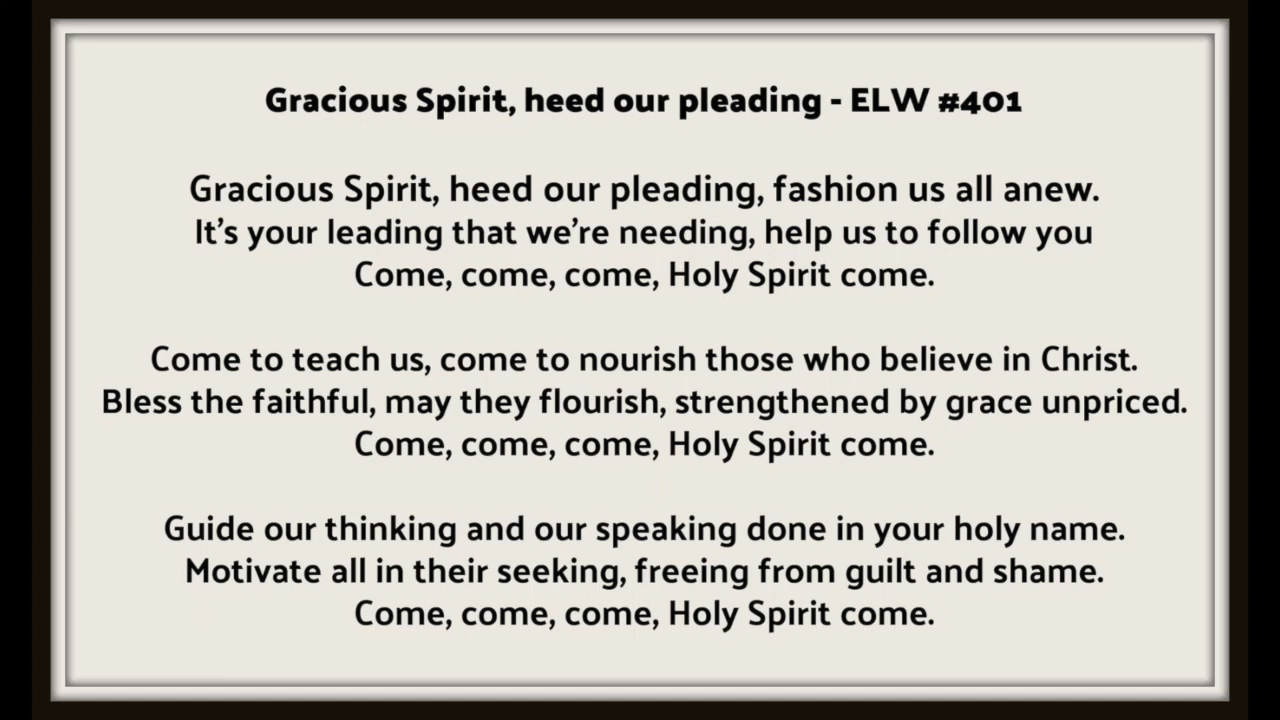 Gracious Spirit, heed our pleading - ELW #401
Gracious Spirit, heed our pleading, fashion us all anew.
It's your leading that we're needing, help us to follow you
Come, come, come, Holy Spirit come.
Come to teach us, come to nourish those who believe in Christ.
Bless the faithful, may they flourish, strengthened by grace unpriced.
Come, come, come, Holy Spirit come.
Guide our thinking and our speaking done in your holy name.
Motivate all in their seeking, freeing from guilt and shame.
Come, come, come, Holy Spirit come.